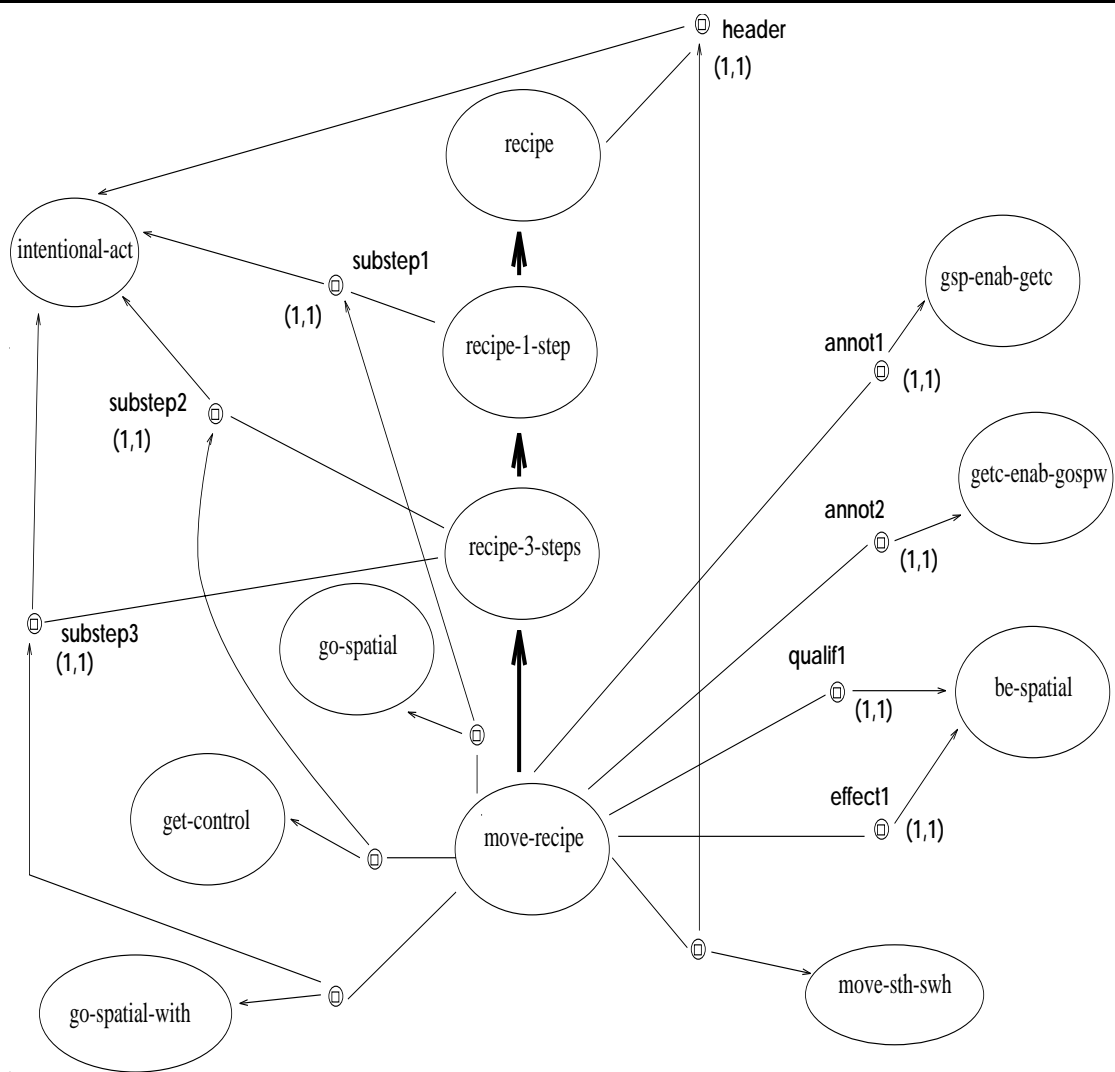 header
(1,1)
recipe
intentional-act
substep1
(1,1)
gsp-enab-getc
recipe-1-step
annot1
(1,1)
substep2
(1,1)
getc-enab-gospw
annot2
(1,1)
recipe-3-steps
substep3
(1,1)
go-spatial
qualif1
(1,1)
be-spatial
effect1
(1,1)
get-control
move-recipe
move-sth-swh
go-spatial-with